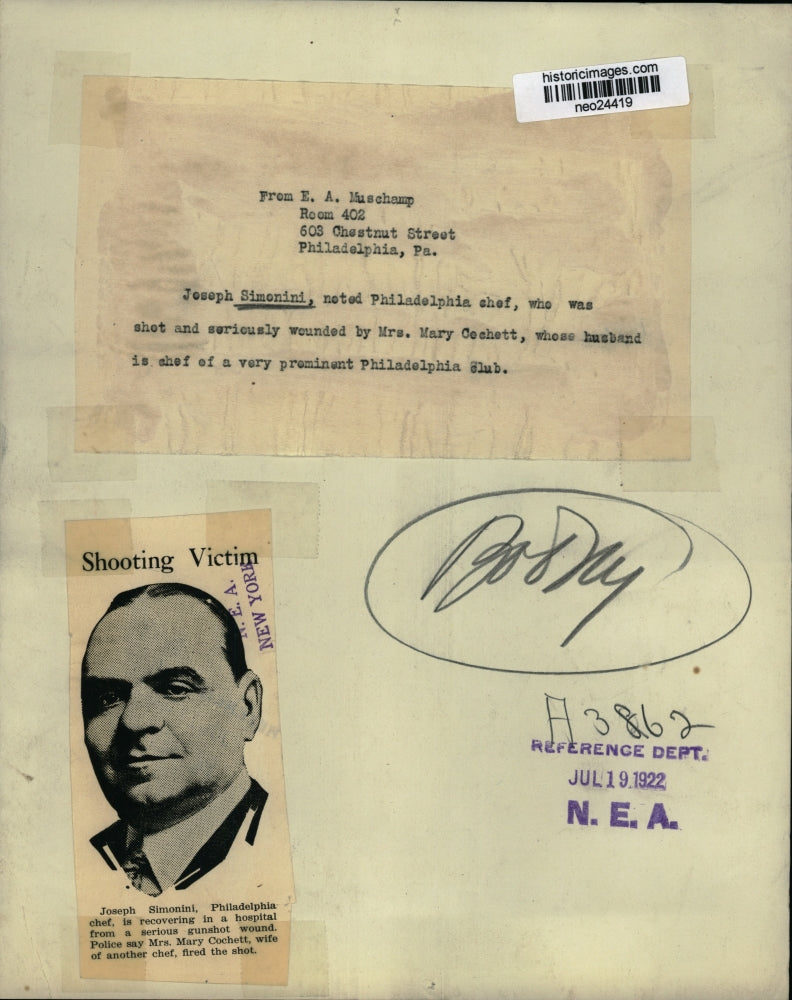 historicimages.com
neo24419
From E. A. Muschamp
Room 402
603 Chestnut Street
Philadelphia, Pa.
Joseph Simonini, noted Philadelphia chef, who was
shot and seriously wounded by Mrs. Mary Cochett, whose husband
is chef of a very prominent Philadelphia Club.
Shooting Victim
N. E. A.
NEW YORK
Joseph Simonini, Philadelphia
chef, is recovering in a hospital
from a serious gunshot wound.
Police say Mrs. Mary Cochett, wife
of another chef, fired the shot.
A3862
REFERENCE DEPT.
JUL 19 1922
N. E. A.